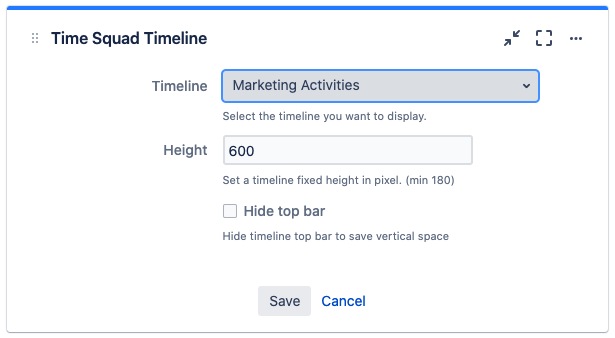 Time Squad Timeline
Timeline Marketing Activities
Select the timeline you want to display.
Height 600
Set a timeline fixed height in pixel. (min 180)
Hide top bar
Hide timeline top bar to save vertical space
Save Cancel